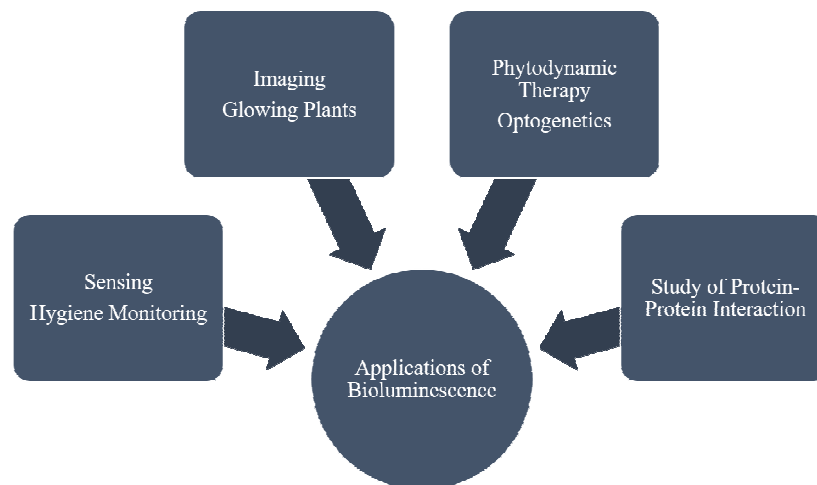 Imaging
Glowing Plants
Phytodynamic
Therapy
Optogenetics
Sensing
Hygiene Monitoring
Study of Protein-
Protein Interaction
Applications of
Bioluminescence